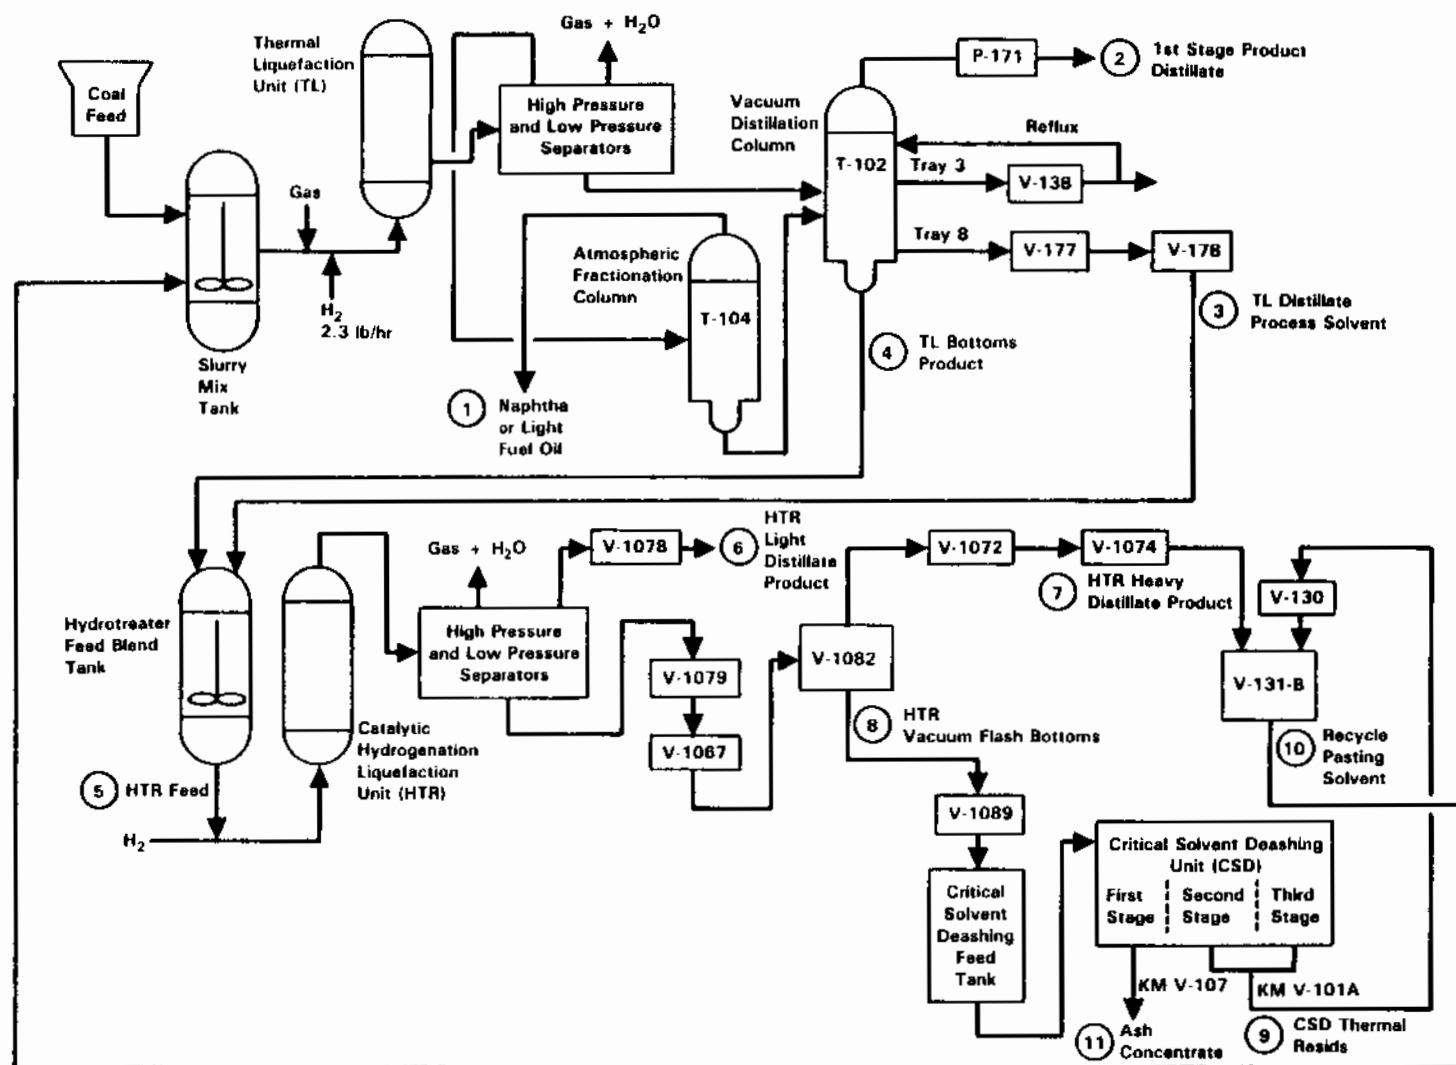 Coal
Feed
Thermal
Liquefaction
Unit (TL)
Gas + H₂O
High Pressure
and Low Pressure
Separators
Vacuum
Distillation
Column
P-171
2
1st Stage Product
Distillate
Reflux
T-102
Tray 3
V-138
Tray 8
V-177
V-178
3
TL Distillate
Process Solvent
Gas
H₂
2.3 lb/hr
Slurry
Mix
Tank
Atmospheric
Fractionation
Column
T-104
4
TL Bottoms
Product
1
Naphtha
or Light
Fuel Oil
Hydrotreater
Feed Blend
Tank
Gas + H₂O
V-1078
6
HTR
Light
Distillate
Product
V-1072
V-1074
7
HTR Heavy
Distillate Product
V-130
High Pressure
and Low Pressure
Separators
V-1079
V-1067
V-1082
V-131-B
8
HTR
Vacuum Flash Bottoms
10
Recycle
Pasting
Solvent
Catalytic
Hydrogenation
Liquefaction
Unit (HTR)
5
HTR Feed
H₂
V-1089
Critical
Solvent
Deashing
Feed
Tank
Critical Solvent Deashing
Unit (CSD)
First
Stage
Second
Stage
Third
Stage
KM V-107
KM V-101A
11
Ash
Concentrate
9
CSD Thermal
Resids